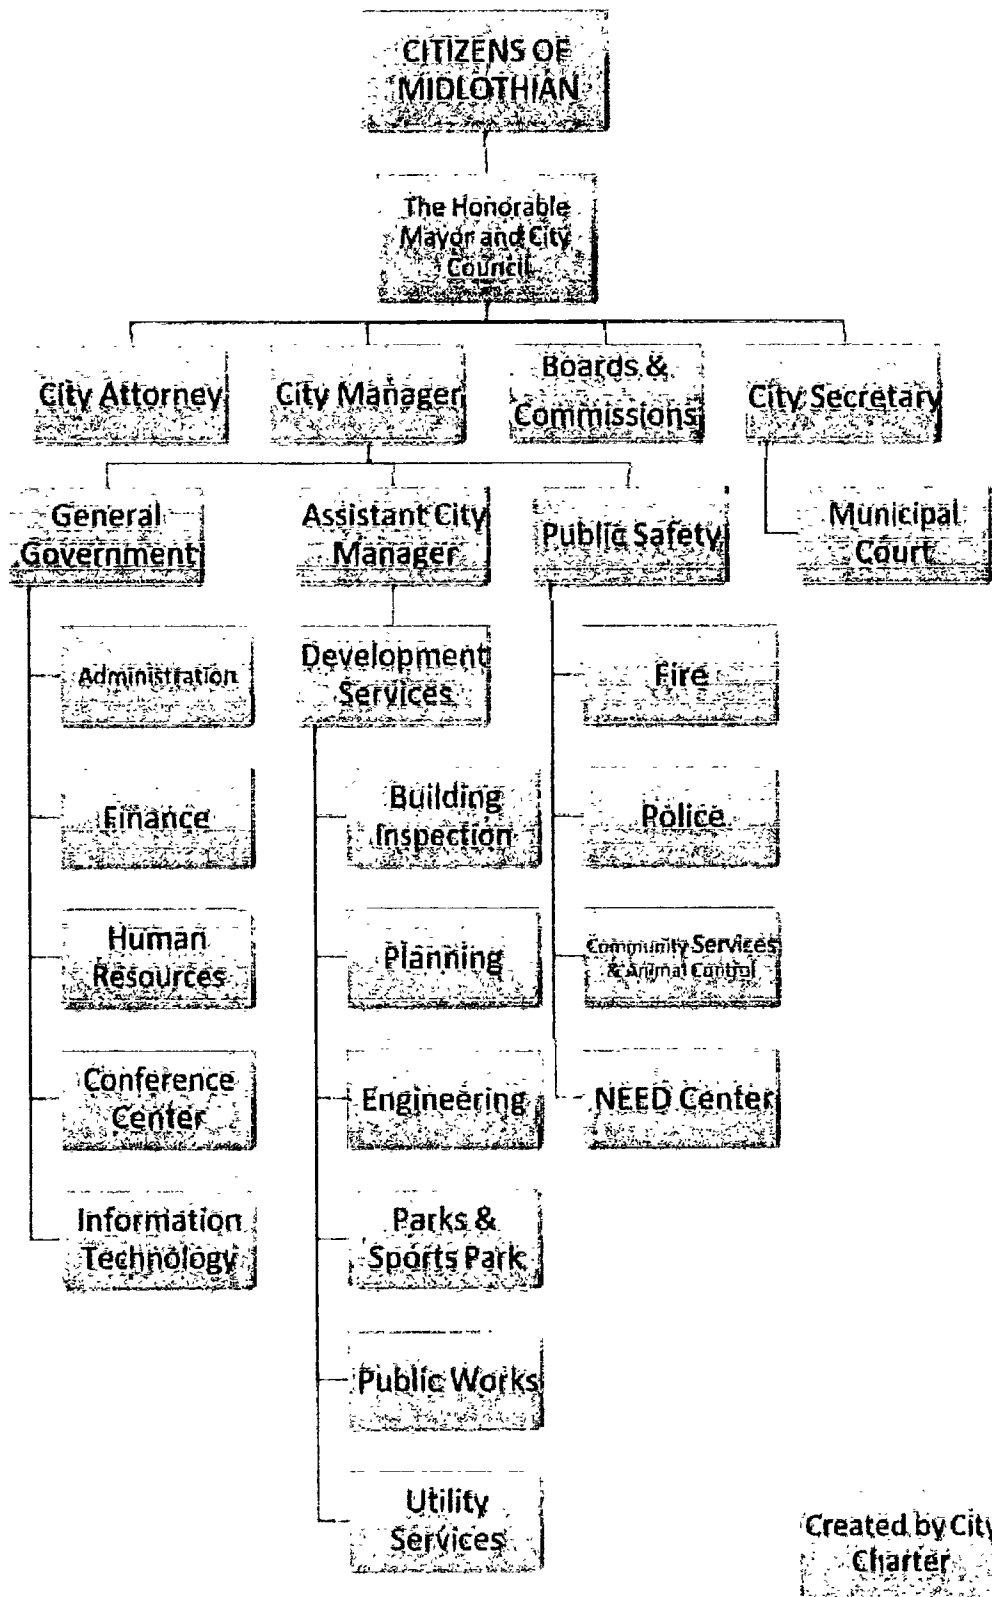 CITIZENS OF
MIDLOTHIAN
The Honorable
Mayor and City
Council
City Attorney
City Manager
Boards &
Commissions
City Secretary
General
Government
Assistant City
Manager
Public Safety
Municipal
Court
Administration
Development
Services
Fire
Finance
Building
Inspection
Police
Human
Resources
Planning
Community Services
& Animal Control
Conference
Center
Engineering
NEED Center
Information
Technology
Parks &
Sports Park
Public Works
Utility
Services
Created by City
Charter